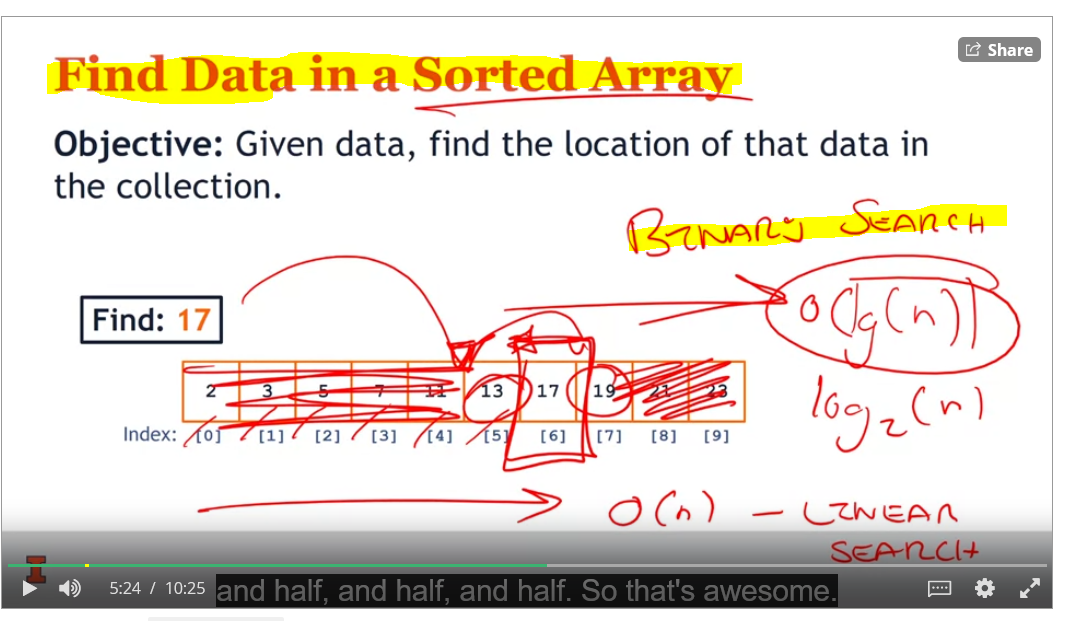 Share
Find Data in a Sorted Array
Objective: Given data, find the location of that data in
the collection.
BINARY SEARCH
O(lg(n))
Find: 17
2 3 5 7 11 13 17 19 21 23
log2(n)
Index: [0] [1] [2] [3] [4] [5] [6] [7] [8] [9]
O(n) — LINEAR
SEARCH
I
5:24 / 10:25
and half, and half, and half. So that's awesome.